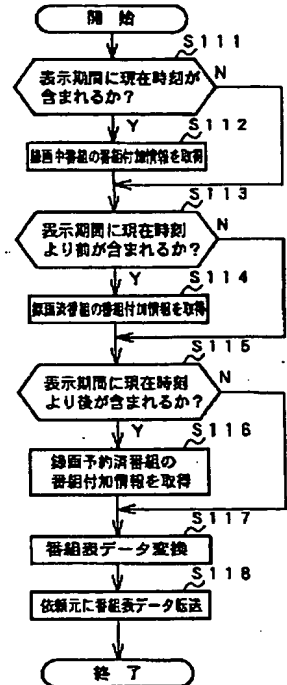 開始
S111
表示期間に現在時刻が
含まれるか?
N
Y
S112
録画中番組の番組付加情報を取得
S113
表示期間に現在時刻
より前が含まれるか?
N
Y
S114
録画済番組の番組付加情報を取得
S115
表示期間に現在時刻
より後が含まれるか?
N
Y
S116
録画予約済番組の
番組付加情報を取得
S117
番組表データ変換
S118
依頼元に番組表データ転送
終了